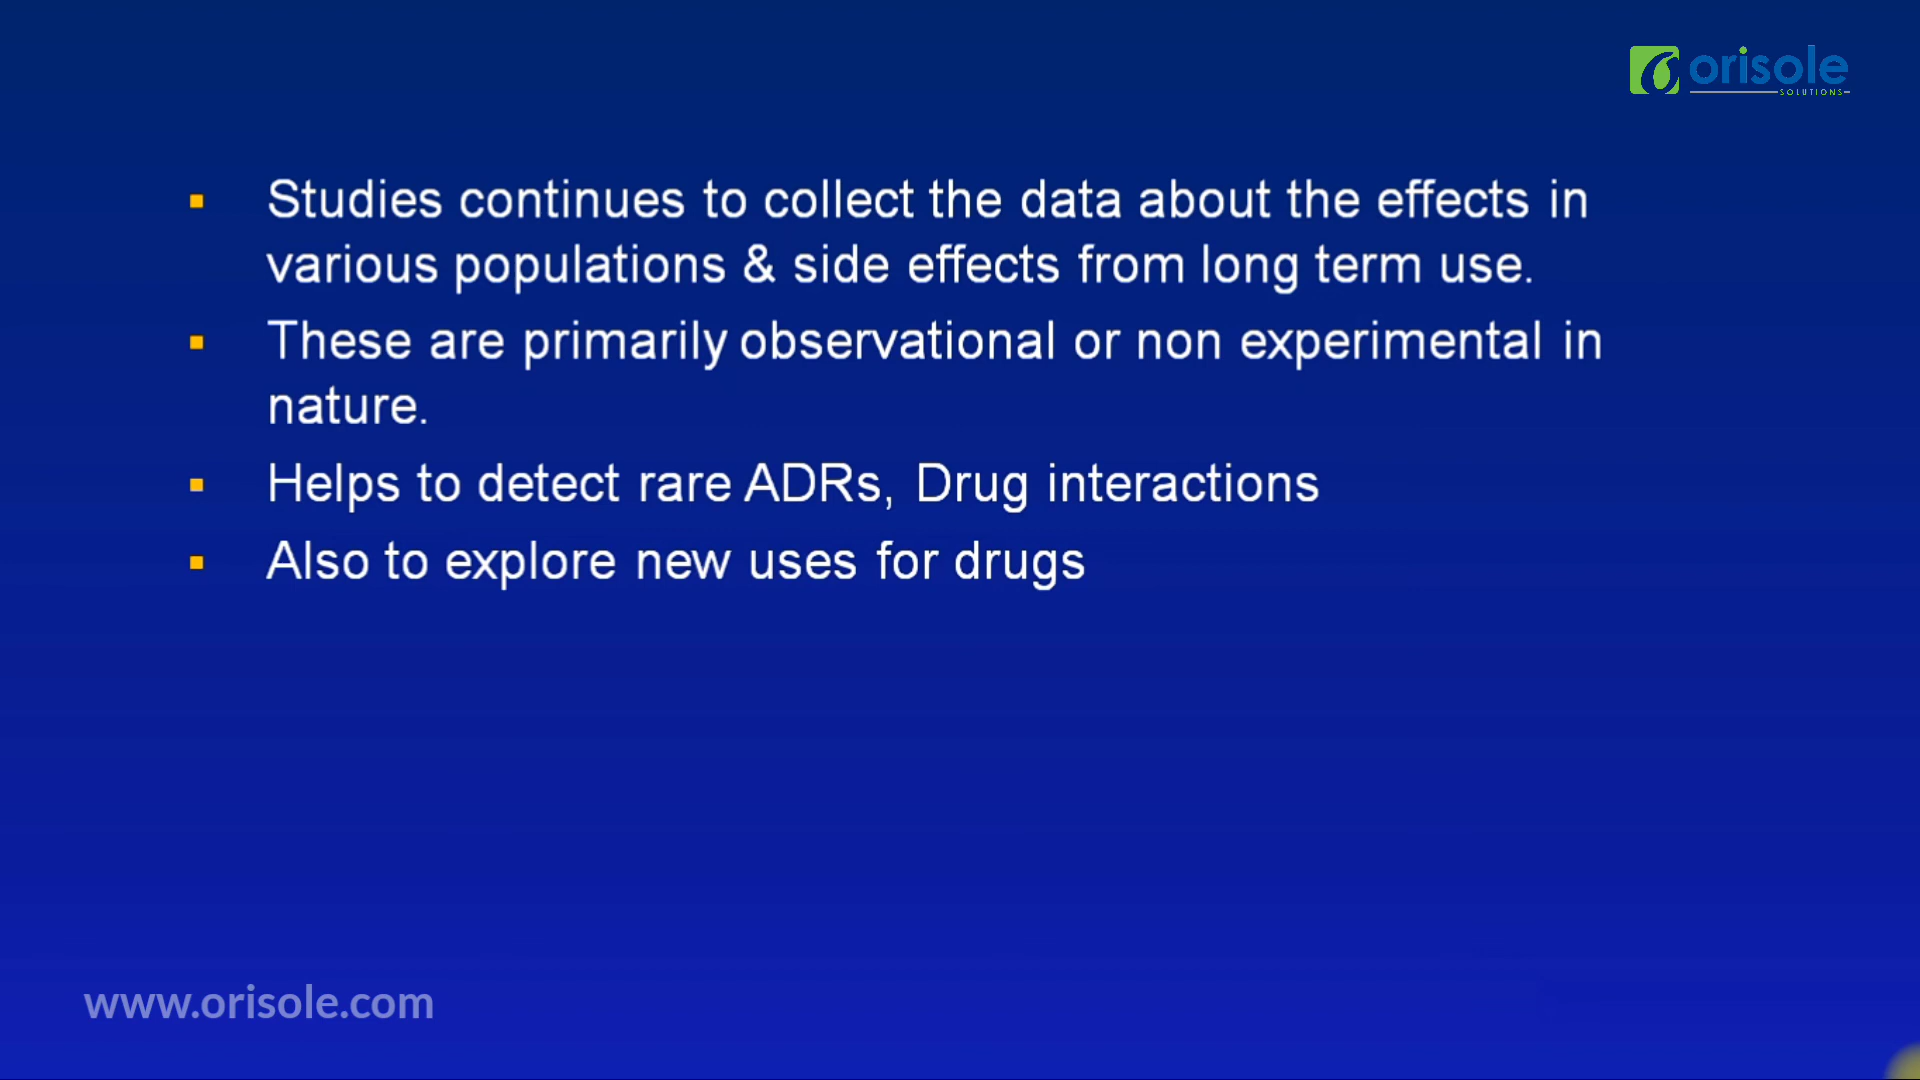 orisole
SOLUTIONS
▪ Studies continues to collect the data about the effects in
various populations & side effects from long term use.
▪ These are primarily observational or non experimental in
nature.
▪ Helps to detect rare ADRs, Drug interactions
▪ Also to explore new uses for drugs
www.orisole.com